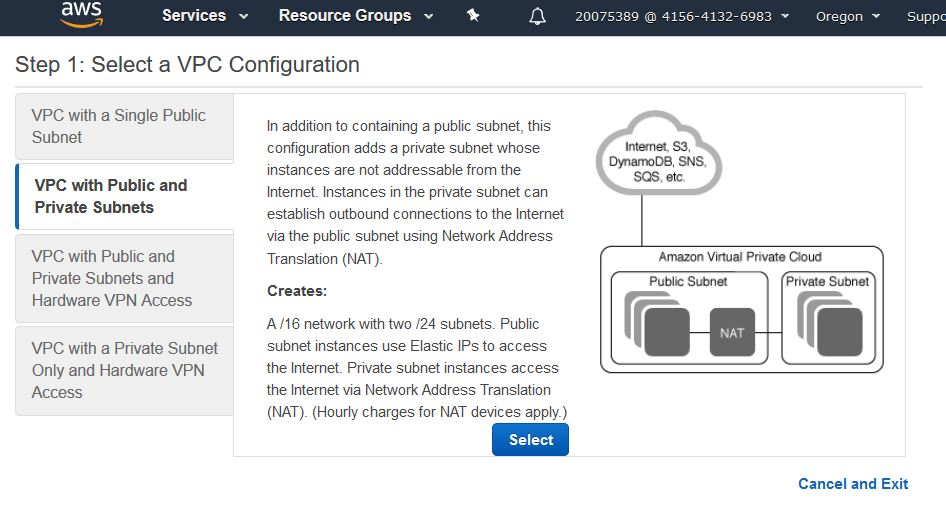 aws
Services
Resource Groups
20075389 @ 4156-4132-6983
Oregon
Suppo
Step 1: Select a VPC Configuration
VPC with a Single Public
Subnet
VPC with Public and
Private Subnets
VPC with Public and
Private Subnets and
Hardware VPN Access
VPC with a Private Subnet
Only and Hardware VPN
Access
In addition to containing a public subnet, this
configuration adds a private subnet whose
instances are not addressable from the
Internet. Instances in the private subnet can
establish outbound connections to the Internet
via the public subnet using Network Address
Translation (NAT).
Creates:
A /16 network with two /24 subnets. Public
subnet instances use Elastic IPs to access
the Internet. Private subnet instances access
the Internet via Network Address Translation
(NAT). (Hourly charges for NAT devices apply.)
Select
Internet, S3,
DynamoDB, SNS,
SQS, etc.
Amazon Virtual Private Cloud
Public Subnet
Private Subnet
NAT
Cancel and Exit